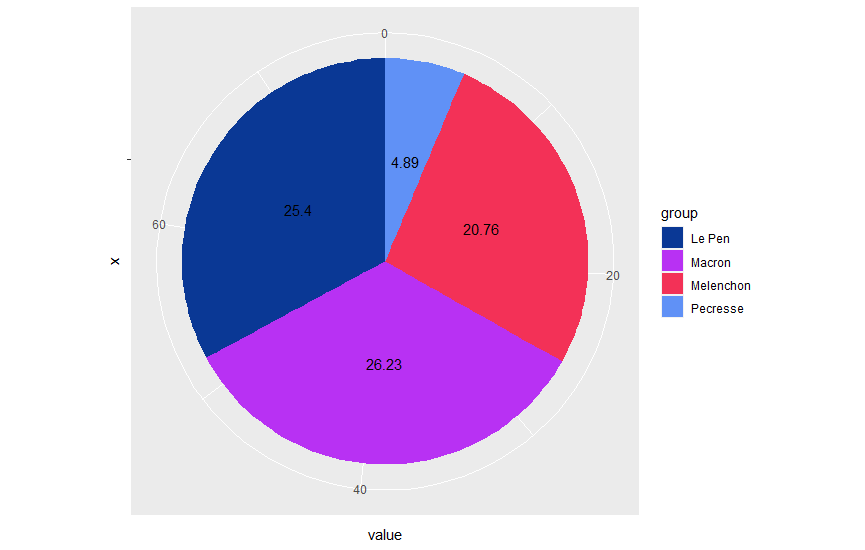 0
4.89
25.4
20.76
60
20
26.23
40
x
value
group
Le Pen
Macron
Melenchon
Pecresse